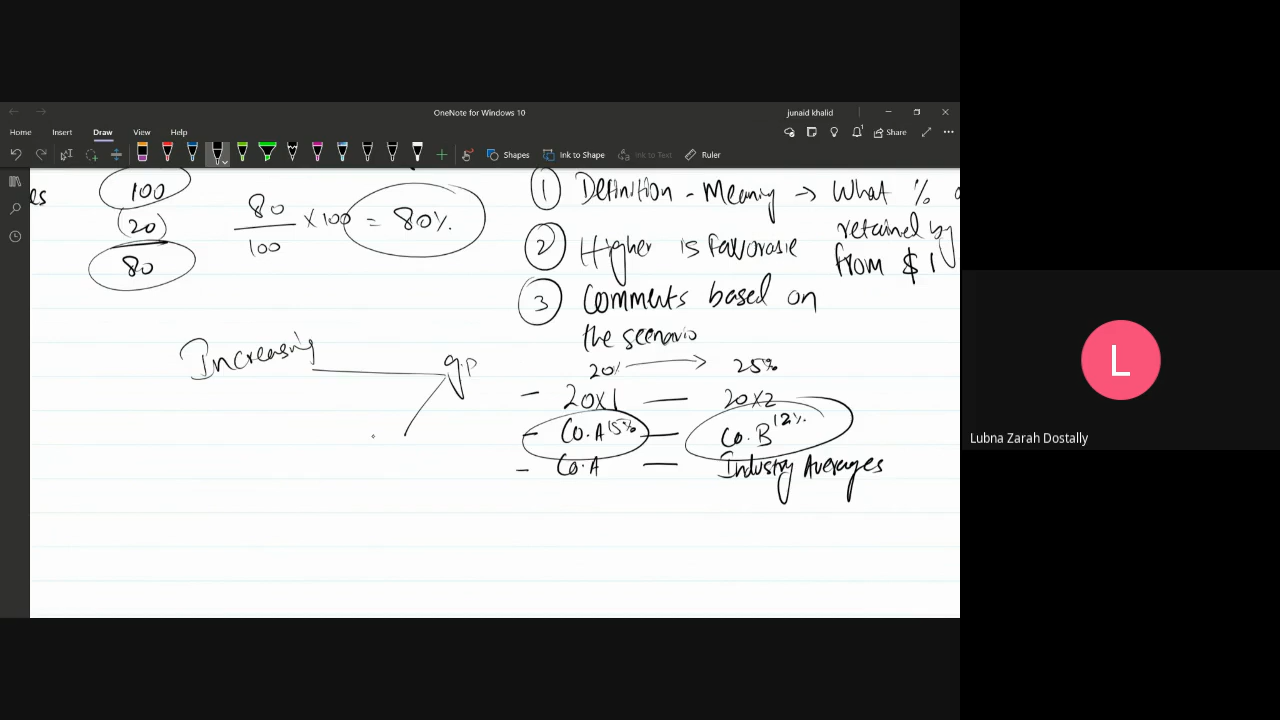 OneNote for Windows 10
junaid khalid
Home Insert Draw View Help
Share
Shapes
Ink to Shape
Ink to Text
Ruler
es
100
(20)
80
80
100
X100 = 80%.
1 Definition - Meaning → What %
retained by
from $1
2 Higher is favorable
3 Comments based on
the scenario
20% → 25%
- 20X1 — 20X2
- Co.A 15% — Co.B 12%.
- Co.A — Industry Averages
Increasing
g.p
L
Lubna Zarah Dostally